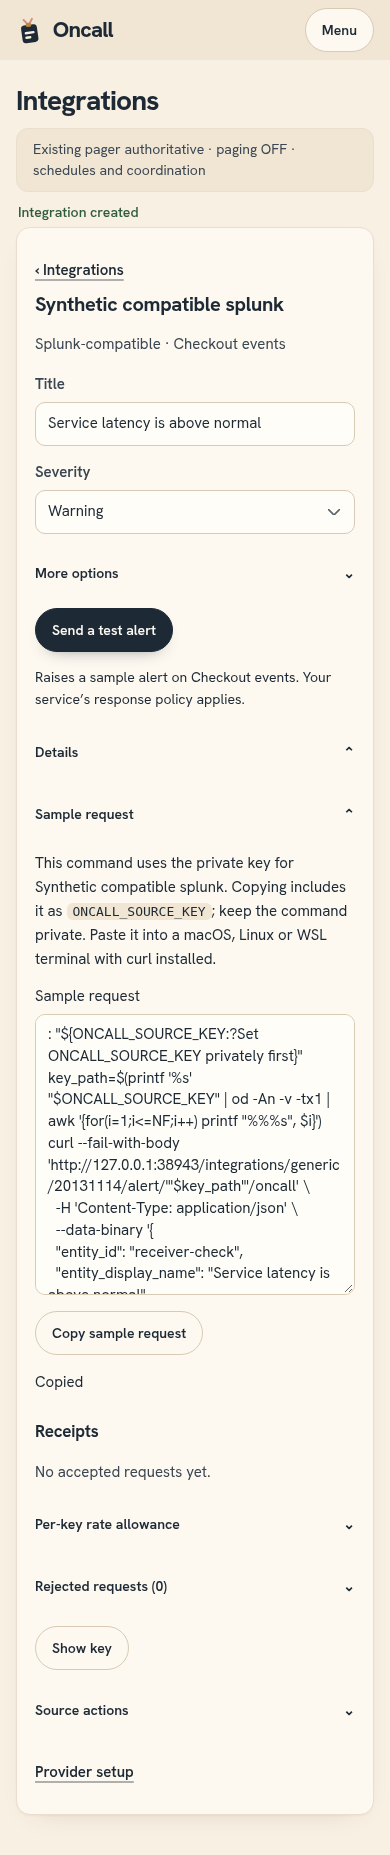 Oncall
Menu
Integrations
Existing pager authoritative · paging OFF ·
schedules and coordination
Integration created
‹ Integrations
Synthetic compatible splunk
Splunk-compatible · Checkout events
Title
Service latency is above normal
Severity
Warning
More options
Send a test alert
Raises a sample alert on Checkout events. Your
service’s response policy applies.
Details
Sample request
This command uses the private key for
Synthetic compatible splunk. Copying includes
it as ONCALL_SOURCE_KEY; keep the command
private. Paste it into a macOS, Linux or WSL
terminal with curl installed.
Sample request
: "${ONCALL_SOURCE_KEY:?Set
ONCALL_SOURCE_KEY privately first}"
key_path=$(printf '%s'
"$ONCALL_SOURCE_KEY" | od -An -v -tx1 |
awk '{for(i=1;i<=NF;i++) printf "%%%s", $i}')
curl --fail-with-body
'http://127.0.0.1:38943/integrations/generic
/20131114/alert/'"$key_path"'/oncall' \
  -H 'Content-Type: application/json' \
  --data-binary '{
  "entity_id": "receiver-check",
  "entity_display_name": "Service latency is
above normal"
Copy sample request
Copied
Receipts
No accepted requests yet.
Per-key rate allowance
Rejected requests (0)
Show key
Source actions
Provider setup